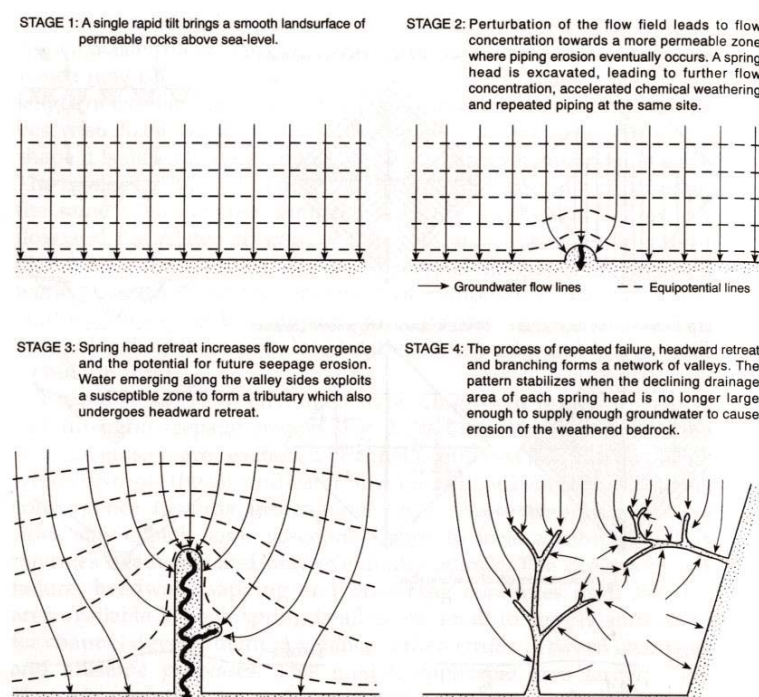 STAGE 1: A single rapid tilt brings a smooth landsurface of
permeable rocks above sea-level.
STAGE 2: Perturbation of the flow field leads to flow
concentration towards a more permeable zone
where piping erosion eventually occurs. A spring
head is excavated, leading to further flow
concentration, accelerated chemical weathering
and repeated piping at the same site.
Groundwater flow lines
Equipotential lines
STAGE 3: Spring head retreat increases flow convergence
and the potential for future seepage erosion.
Water emerging along the valley sides exploits
a susceptible zone to form a tributary which also
undergoes headward retreat.
STAGE 4: The process of repeated failure, headward retreat
and branching forms a network of valleys. The
pattern stabilizes when the declining drainage
area of each spring head is no longer large
enough to supply enough groundwater to cause
erosion of the weathered bedrock.